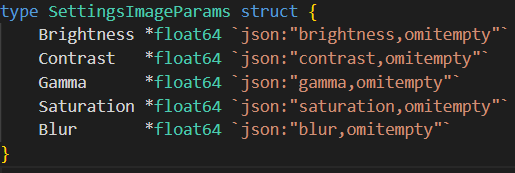 type SettingsImageParams struct {
    Brightness *float64 `json:"brightness,omitempty"`
    Contrast   *float64 `json:"contrast,omitempty"`
    Gamma      *float64 `json:"gamma,omitempty"`
    Saturation *float64 `json:"saturation,omitempty"`
    Blur       *float64 `json:"blur,omitempty"`
}